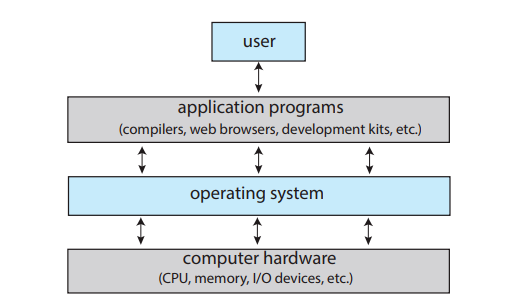 user
application programs
(compilers, web browsers, development kits, etc.)
operating system
computer hardware
(CPU, memory, I/O devices, etc.)